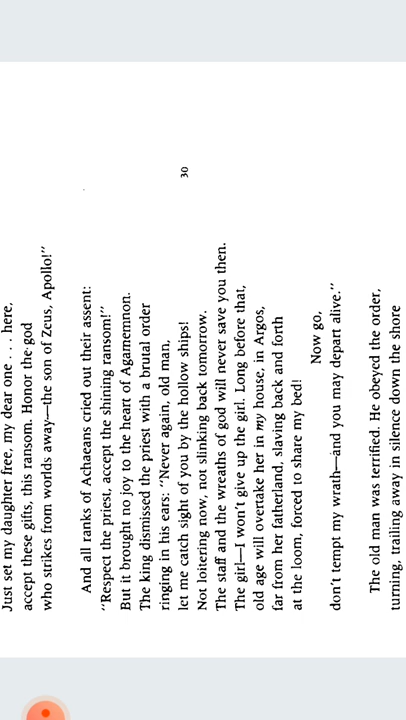 Just set my daughter free, my dear one . . . here,
accept these gifts, this ransom. Honor the god
who strikes from worlds away—the son of Zeus, Apollo!"
And all ranks of Achaeans cried out their assent:
"Respect the priest, accept the shining ransom!"
But it brought no joy to the heart of Agamemnon.
The king dismissed the priest with a brutal order
ringing in his ears: "Never again, old man,
let me catch sight of you by the hollow ships! 30
Not loitering now, not slinking back tomorrow.
The staff and the wreaths of god will never save you then.
The girl—I won't give up the girl. Long before that,
old age will overtake her in my house, in Argos,
far from her fatherland, slaving back and forth
at the loom, forced to share my bed!
Now go,
don't tempt my wrath—and you may depart alive."
The old man was terrified. He obeyed the order,
turning, trailing away in silence down the shore